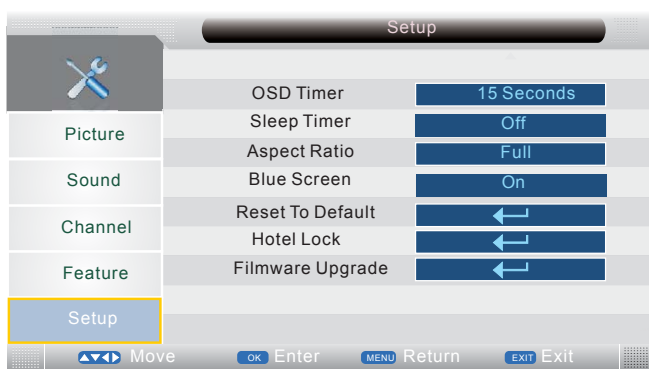 Setup
OSD Timer 15 Seconds
Sleep Timer Off
Aspect Ratio Full
Blue Screen On
Reset To Default
Hotel Lock
Filmware Upgrade
Picture
Sound
Channel
Feature
Setup
Move OK Enter MENU Return EXIT Exit